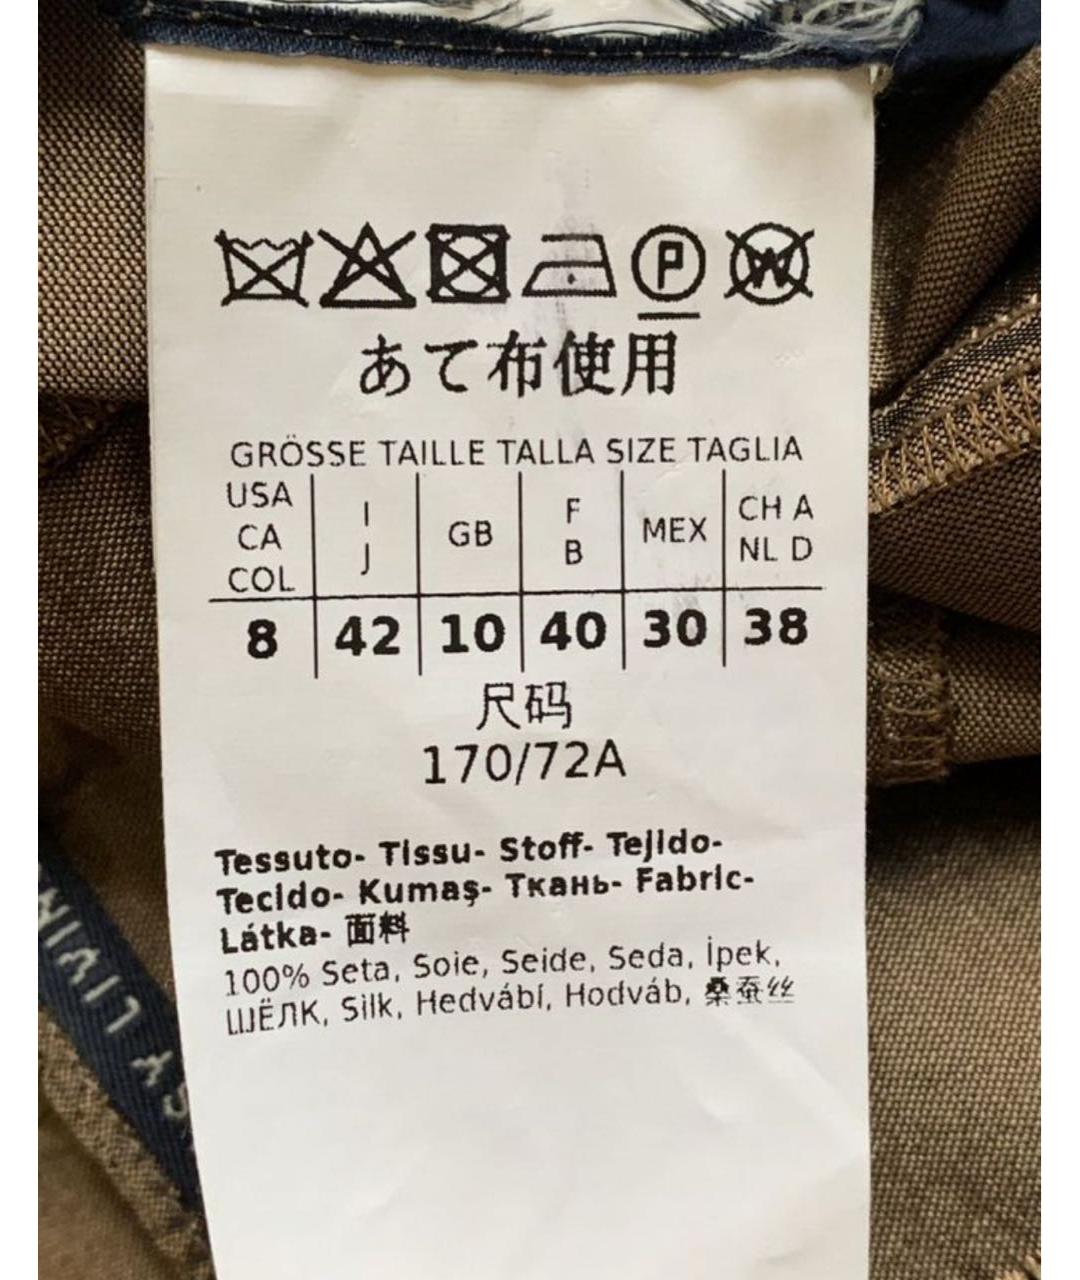 P W
あて布使用
GRÖSSE TAILLE TALLA SIZE TAGLIA
USA CA COL | I J | GB | F B | MEX | CH A NL D
8 | 42 | 10 | 40 | 30 | 38
尺码
170/72A
Tessuto- Tissu- Stoff- Tejido-
Tecido- Kumaş- Ткань- Fabric-
Látka- 面料
100% Seta, Soie, Seide, Seda, İpek,
ШЁЛК, Silk, Hedvábí, Hodváb, 桑蚕丝